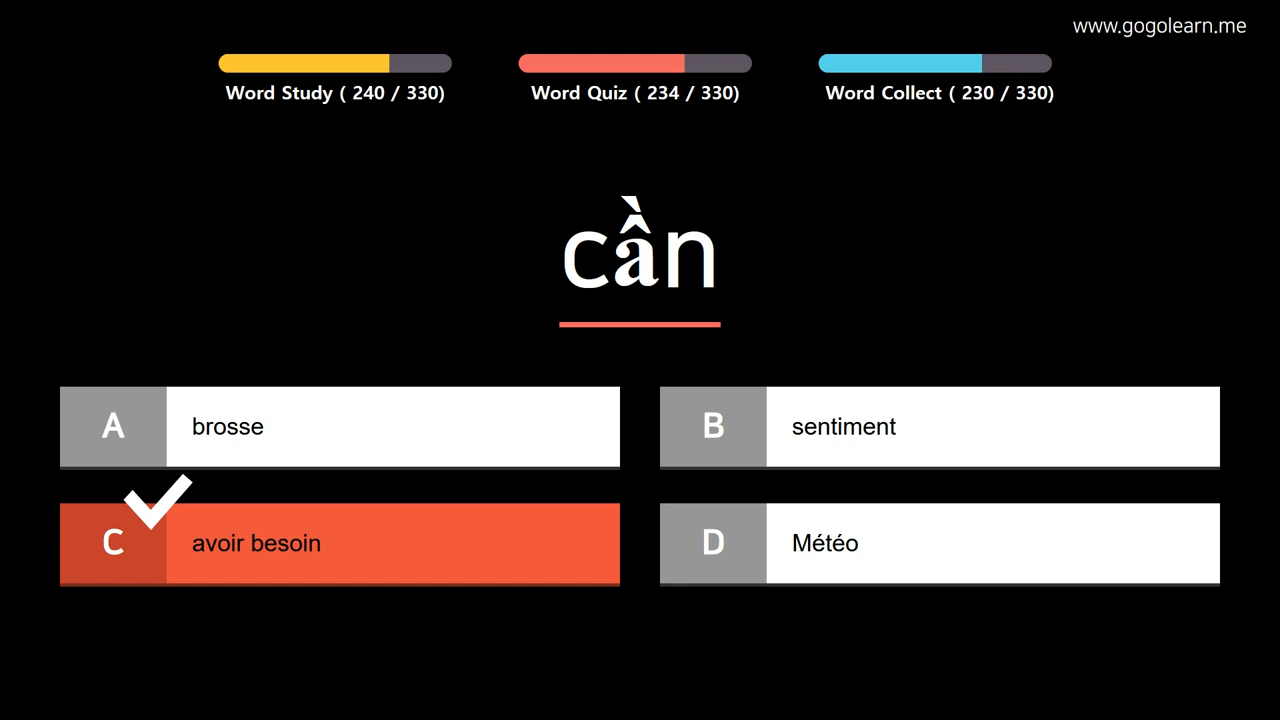 www.gogolearn.me
Word Study ( 240 / 330)
Word Quiz ( 234 / 330)
Word Collect ( 230 / 330)
cần
A
brosse
B
sentiment
C
avoir besoin
D
Météo